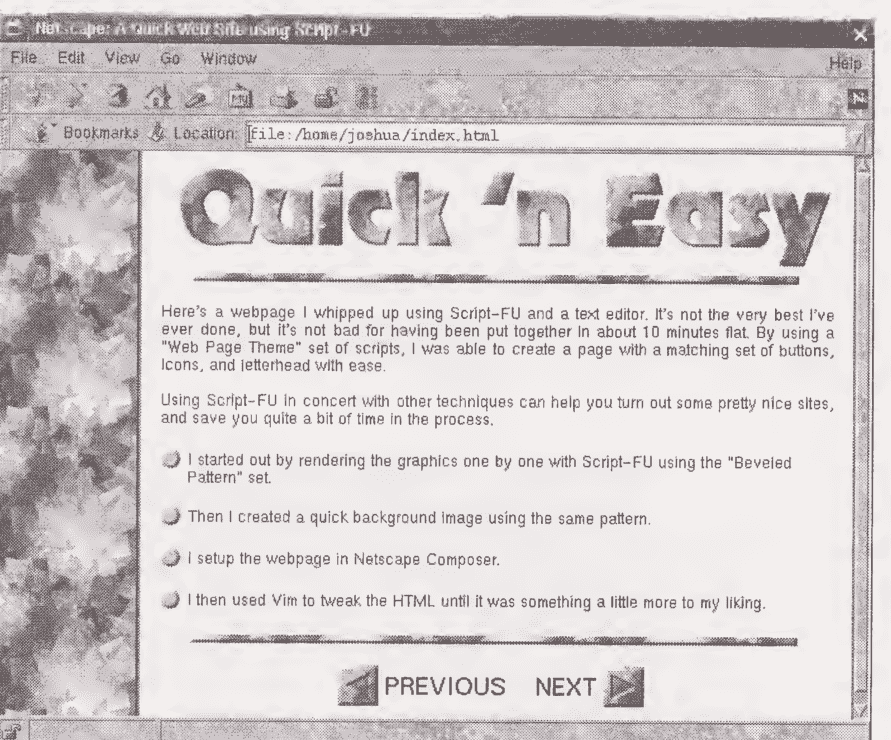 Netscape: A Quick Web Site using Script-FU
File Edit View Go Window Help
Bookmarks Location: file:/home/joshua/index.html
Quick 'n Easy
Here's a webpage I whipped up using Script-FU and a text editor. It's not the very best I've
ever done, but it's not bad for having been put together in about 10 minutes flat. By using a
"Web Page Theme" set of scripts, I was able to create a page with a matching set of buttons,
icons, and letterhead with ease.
Using Script-FU in concert with other techniques can help you turn out some pretty nice sites,
and save you quite a bit of time in the process.
I started out by rendering the graphics one by one with Script-FU using the "Beveled
Pattern" set.
Then I created a quick background image using the same pattern.
I setup the webpage in Netscape Composer.
I then used Vim to tweak the HTML until it was something a little more to my liking.
PREVIOUS NEXT